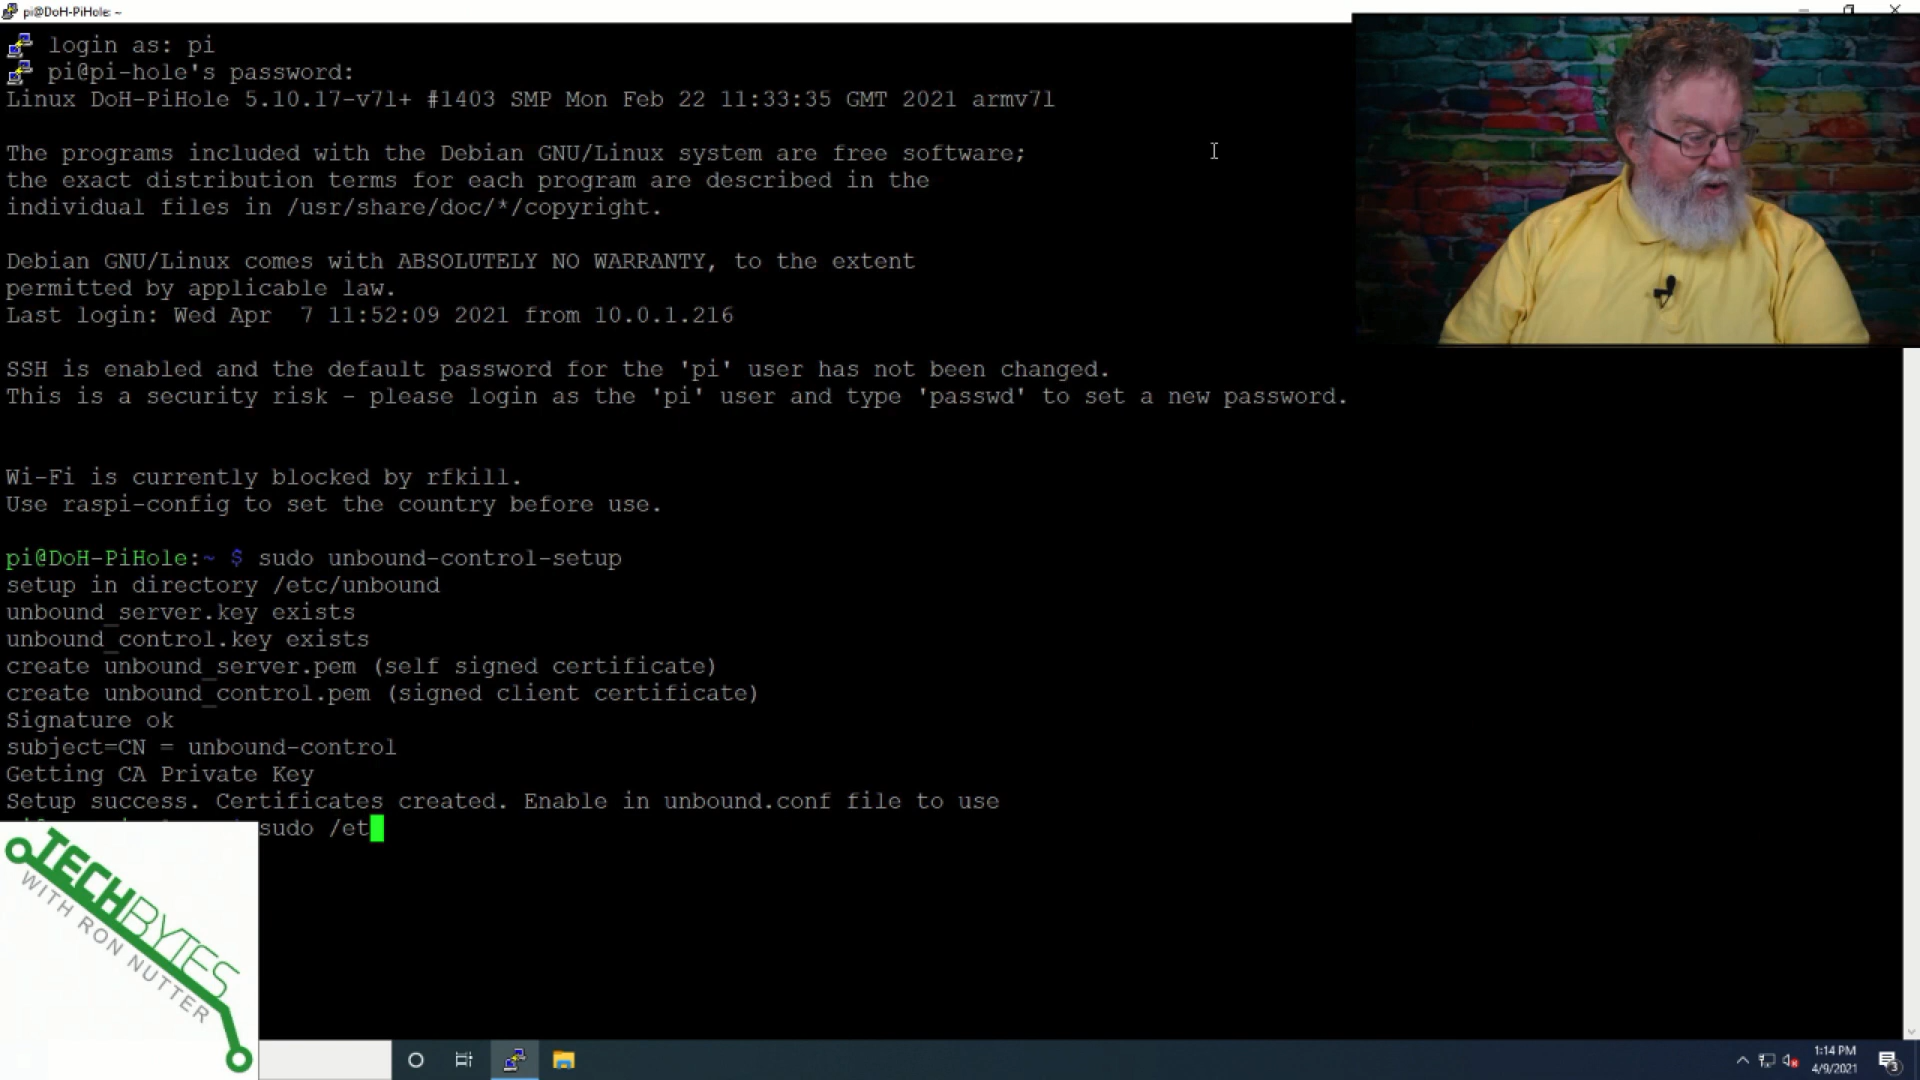 pi@DoH-PiHole: ~
login as: pi
pi@pi-hole's password:
Linux DoH-PiHole 5.10.17-v7l+ #1403 SMP Mon Feb 22 11:33:35 GMT 2021 armv7l
The programs included with the Debian GNU/Linux system are free software;
the exact distribution terms for each program are described in the
individual files in /usr/share/doc/*/copyright.
Debian GNU/Linux comes with ABSOLUTELY NO WARRANTY, to the extent
permitted by applicable law.
Last login: Wed Apr  7 11:52:09 2021 from 10.0.1.216
SSH is enabled and the default password for the 'pi' user has not been changed.
This is a security risk - please login as the 'pi' user and type 'passwd' to set a new password.
Wi-Fi is currently blocked by rfkill.
Use raspi-config to set the country before use.
pi@DoH-PiHole:~ $ sudo unbound-control-setup
setup in directory /etc/unbound
unbound_server.key exists
unbound_control.key exists
create unbound_server.pem (self signed certificate)
create unbound_control.pem (signed client certificate)
Signature ok
subject=CN = unbound-control
Getting CA Private Key
Setup success. Certificates created. Enable in unbound.conf file to use
sudo /et
TECHBYTES
WITH RON NUTTER
1:14 PM
4/9/2021
3